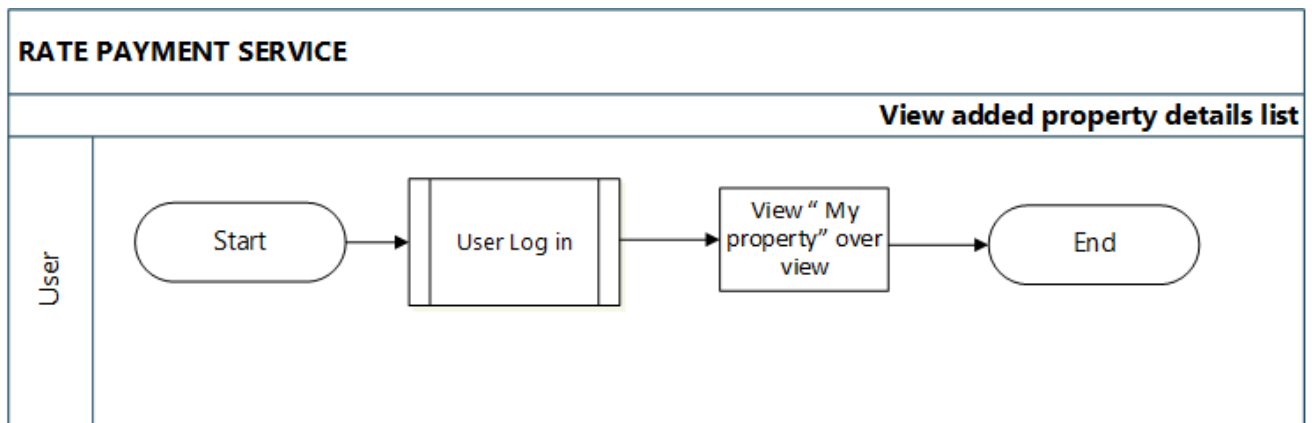 RATE PAYMENT SERVICE
View added property details list
User
Start
User Log in
View “ My
property” over
view
End